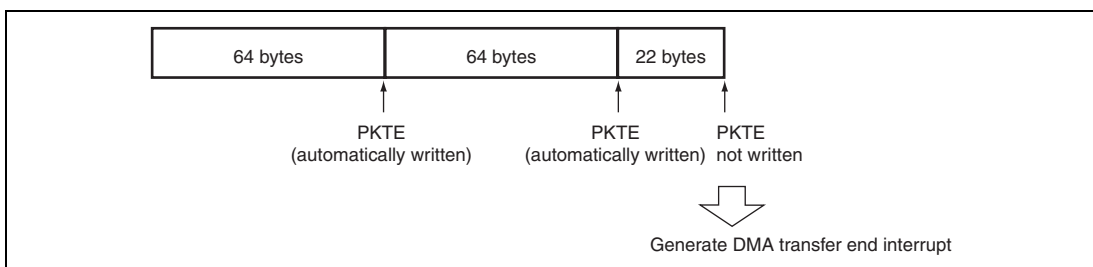 64 bytes
64 bytes
22 bytes
PKTE
(automatically written)
PKTE
(automatically written)
PKTE
not written
Generate DMA transfer end interrupt